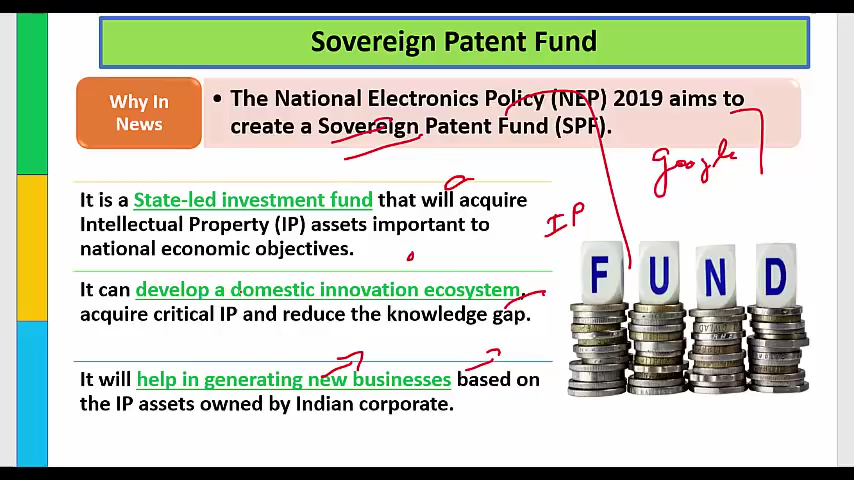 Sovereign Patent Fund
Why In
News
• The National Electronics Policy (NEP) 2019 aims to
create a Sovereign Patent Fund (SPF).
google
It is a State-led investment fund that will acquire
Intellectual Property (IP) assets important to
national economic objectives.
IP
FUND
It can develop a domestic innovation ecosystem,
acquire critical IP and reduce the knowledge gap.
It will help in generating new businesses based on
the IP assets owned by Indian corporate.